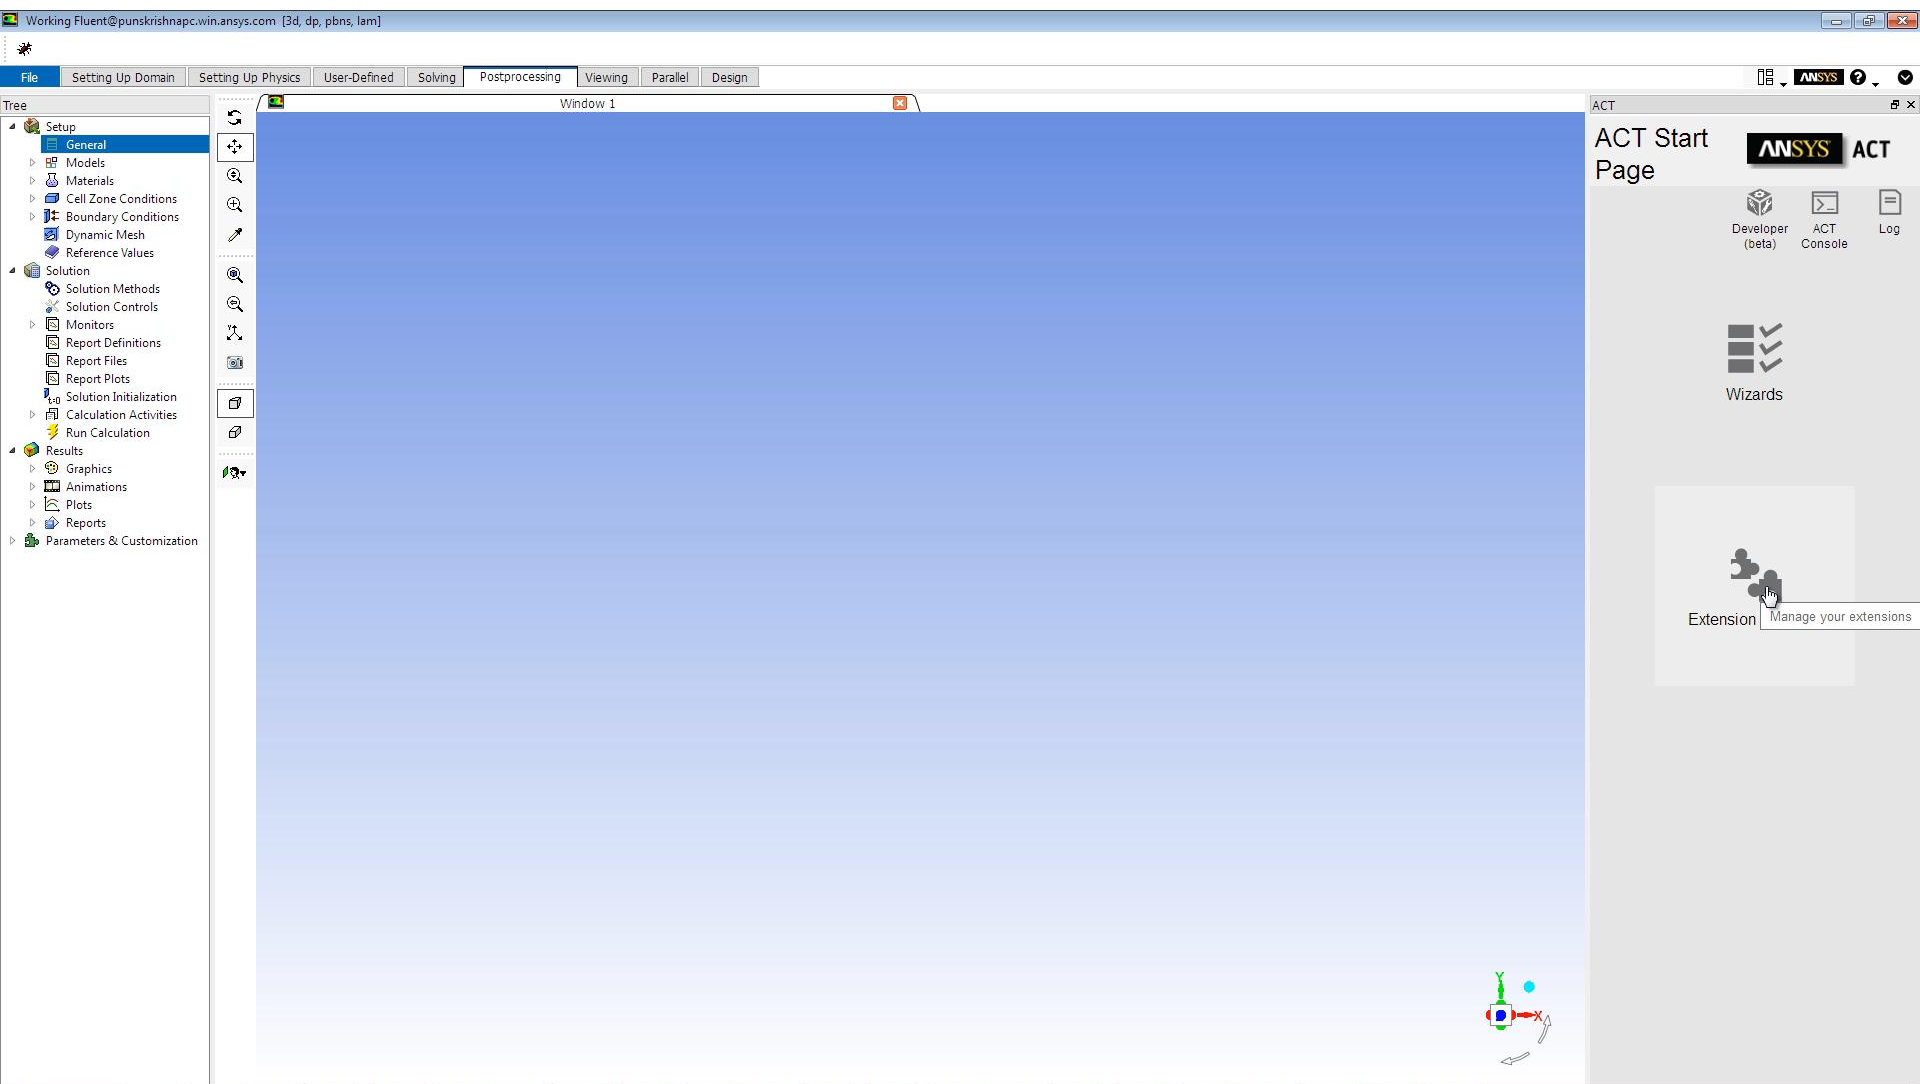 Working Fluent@punskrishnapc.win.ansys.com [3d, dp, pbns, lam]
File
Setting Up Domain
Setting Up Physics
User-Defined
Solving
Postprocessing
Viewing
Parallel
Design
ANSYS
Tree
Setup
General
Models
Materials
Cell Zone Conditions
Boundary Conditions
Dynamic Mesh
Reference Values
Solution
Solution Methods
Solution Controls
Monitors
Report Definitions
Report Files
Report Plots
Solution Initialization
Calculation Activities
Run Calculation
Results
Graphics
Animations
Plots
Reports
Parameters & Customization
Window 1
Y
X
ACT
ACT Start
Page
ANSYS ACT
Developer
(beta)
ACT
Console
Log
Wizards
Extension
Manage your extensions